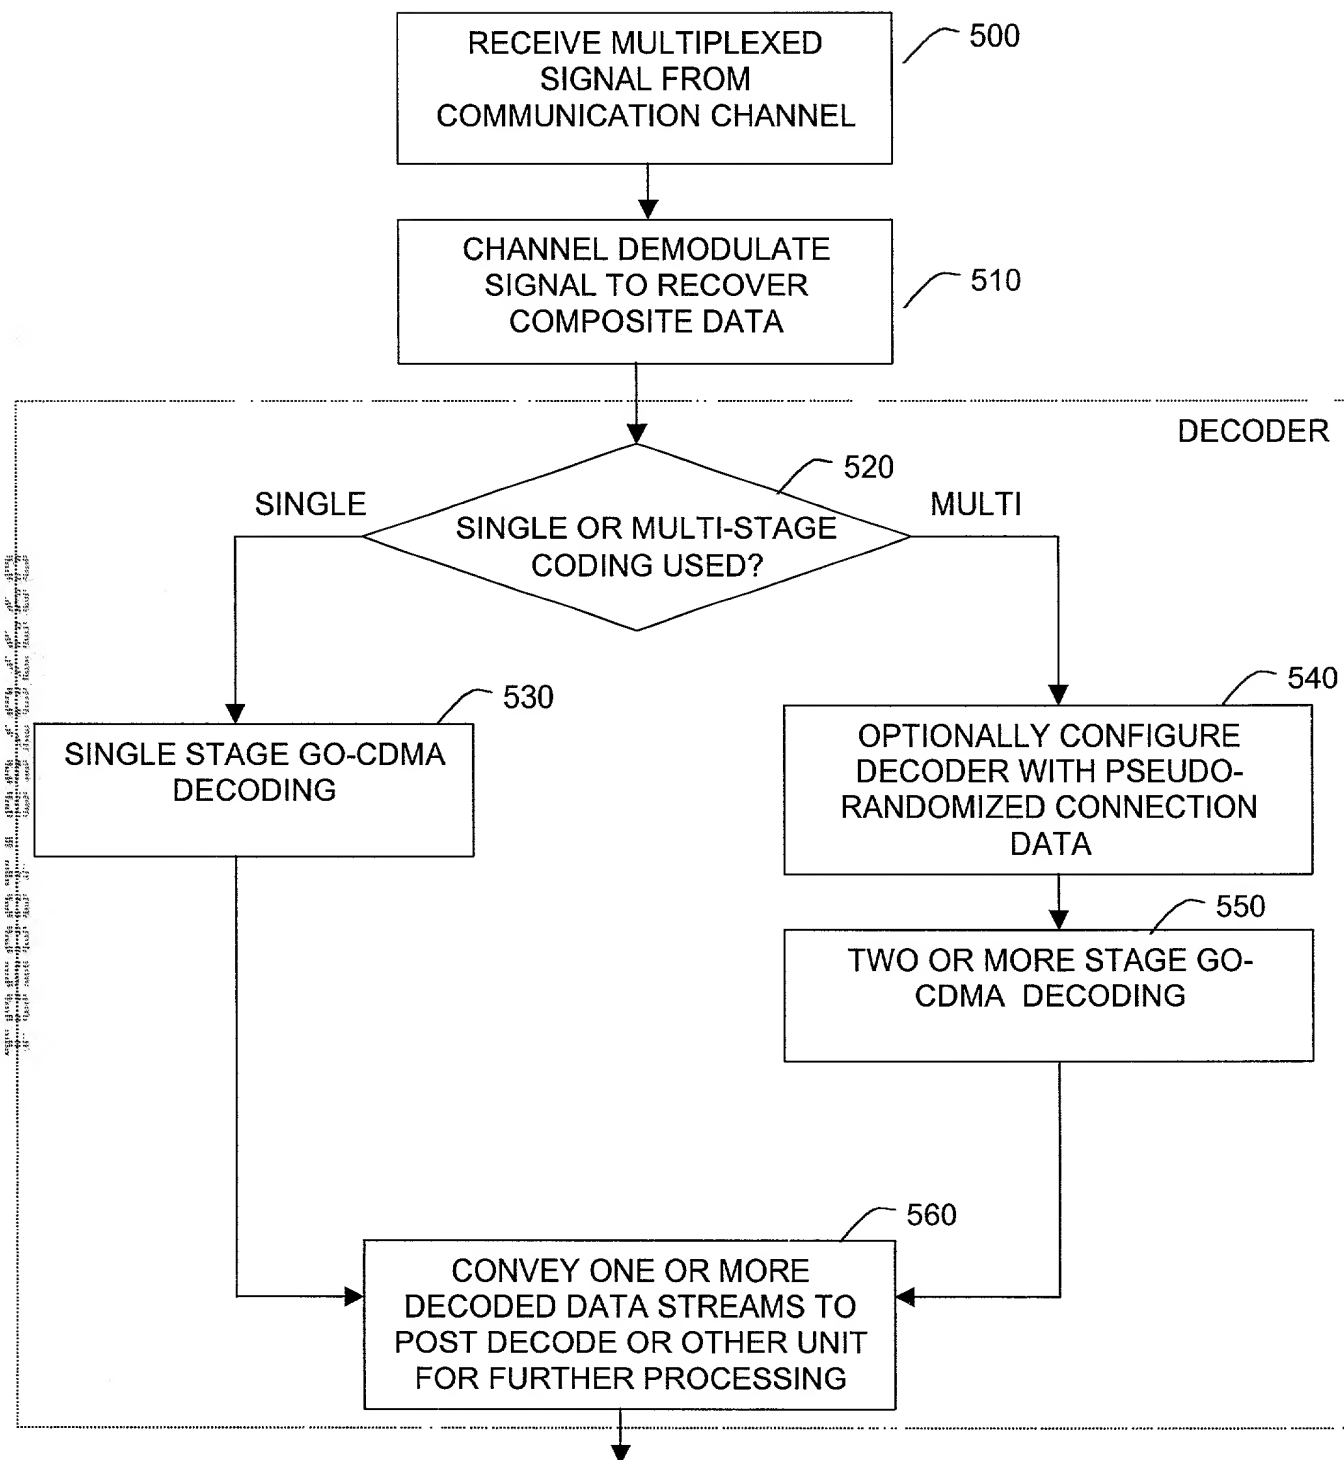 RECEIVE MULTIPLEXED
SIGNAL FROM
COMMUNICATION CHANNEL
500
CHANNEL DEMODULATE
SIGNAL TO RECOVER
COMPOSITE DATA
510
DECODER
520
SINGLE
MULTI
SINGLE OR MULTI-STAGE
CODING USED?
530
SINGLE STAGE GO-CDMA
DECODING
540
OPTIONALLY CONFIGURE
DECODER WITH PSEUDO-
RANDOMIZED CONNECTION
DATA
550
TWO OR MORE STAGE GO-
CDMA DECODING
560
CONVEY ONE OR MORE
DECODED DATA STREAMS TO
POST DECODE OR OTHER UNIT
FOR FURTHER PROCESSING